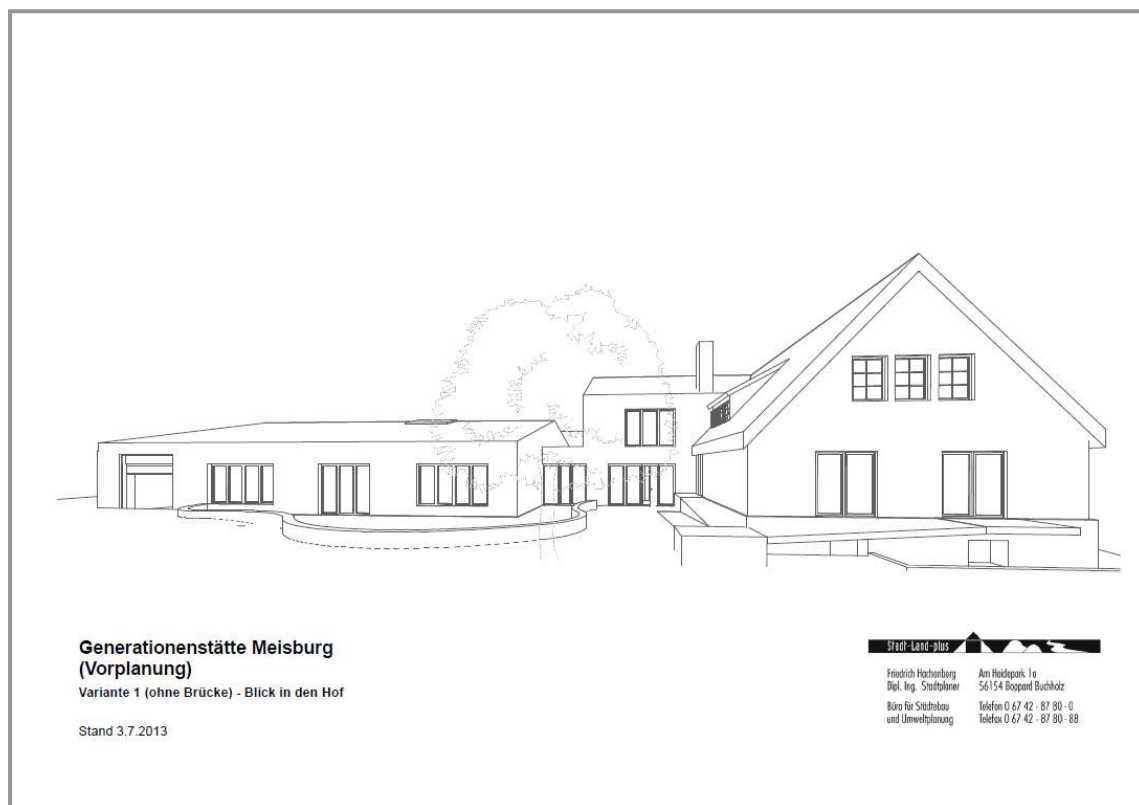 Generationenstätte Meisburg
(Vorplanung)
Variante 1 (ohne Brücke) - Blick in den Hof
Stand 3.7.2013
Stadt-Land-plus
Friedrich Hachenberg
Dipl. Ing. Stadtplaner
Büro für Städtebau
und Umweltplanung
Am Heidepark 1a
56154 Boppard Buchholz
Telefon 0 67 42 - 87 80 - 0
Telefax 0 67 42 - 87 80 - 88